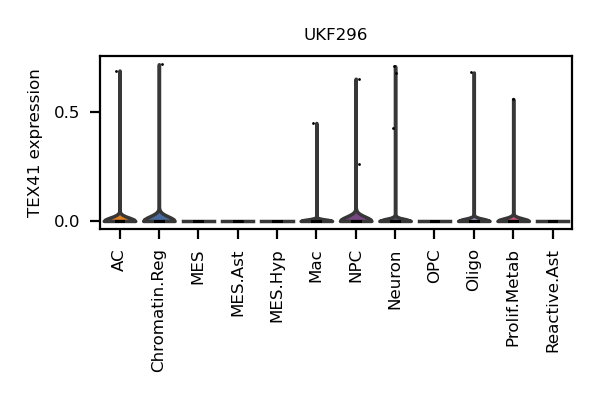 UKF296
TEX41 expression
0.5
0.0
AC
Chromatin.Reg
MES
MES.Ast
MES.Hyp
Mac
NPC
Neuron
OPC
Oligo
Prolif.Metab
Reactive.Ast